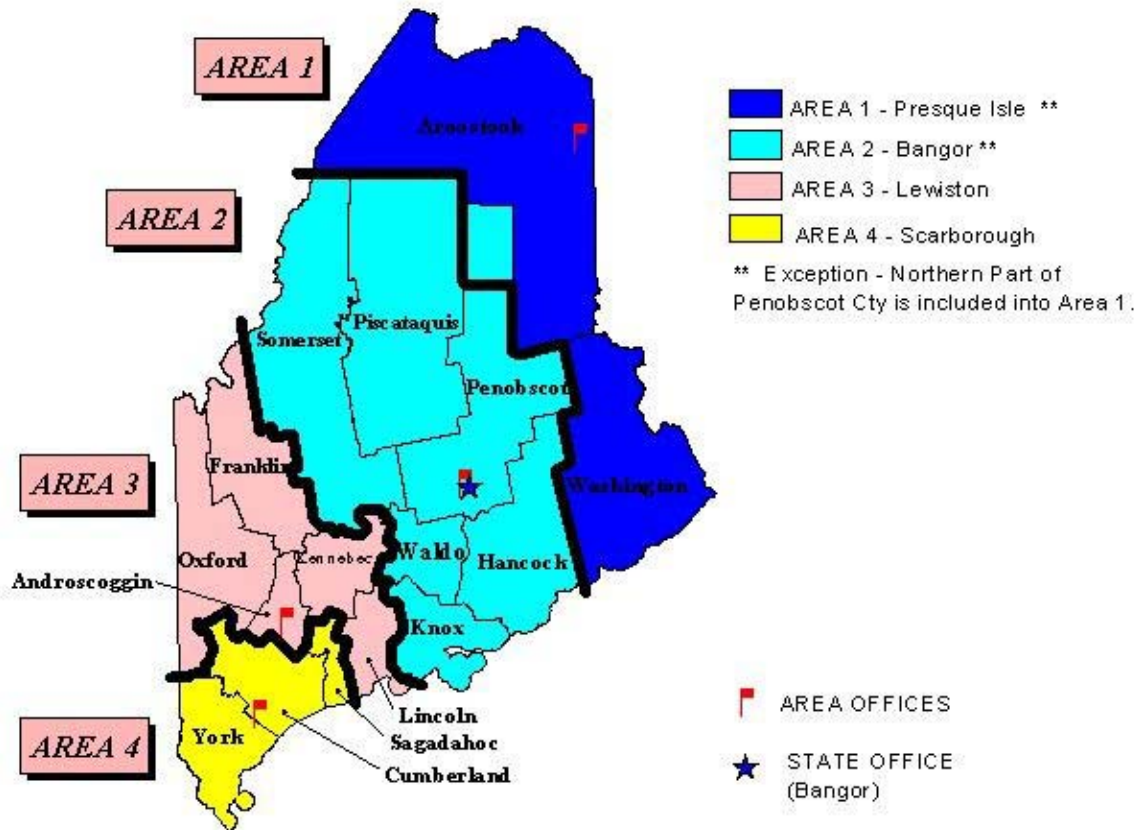 AREA 1
AREA 2
AREA 3
AREA 4
Aroostook
Somerset
Piscataquis
Penobscot
Franklin
Washington
Oxford
Kennebec
Waldo
Hancock
Androscoggin
Knox
Lincoln
York
Sagadahoc
Cumberland
AREA 1 - Presque Isle **
AREA 2 - Bangor **
AREA 3 - Lewiston
AREA 4 - Scarborough
** Exception - Northern Part of
Penobscot Cty is included into Area 1.
AREA OFFICES
STATE OFFICE
(Bangor)